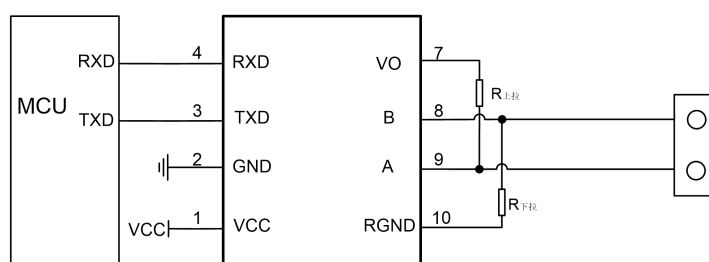 RXD 4 RXD VO 7
MCU
R上拉
TXD 3 TXD B 8
2 GND A 9
R下拉
VCC 1 VCC RGND 10